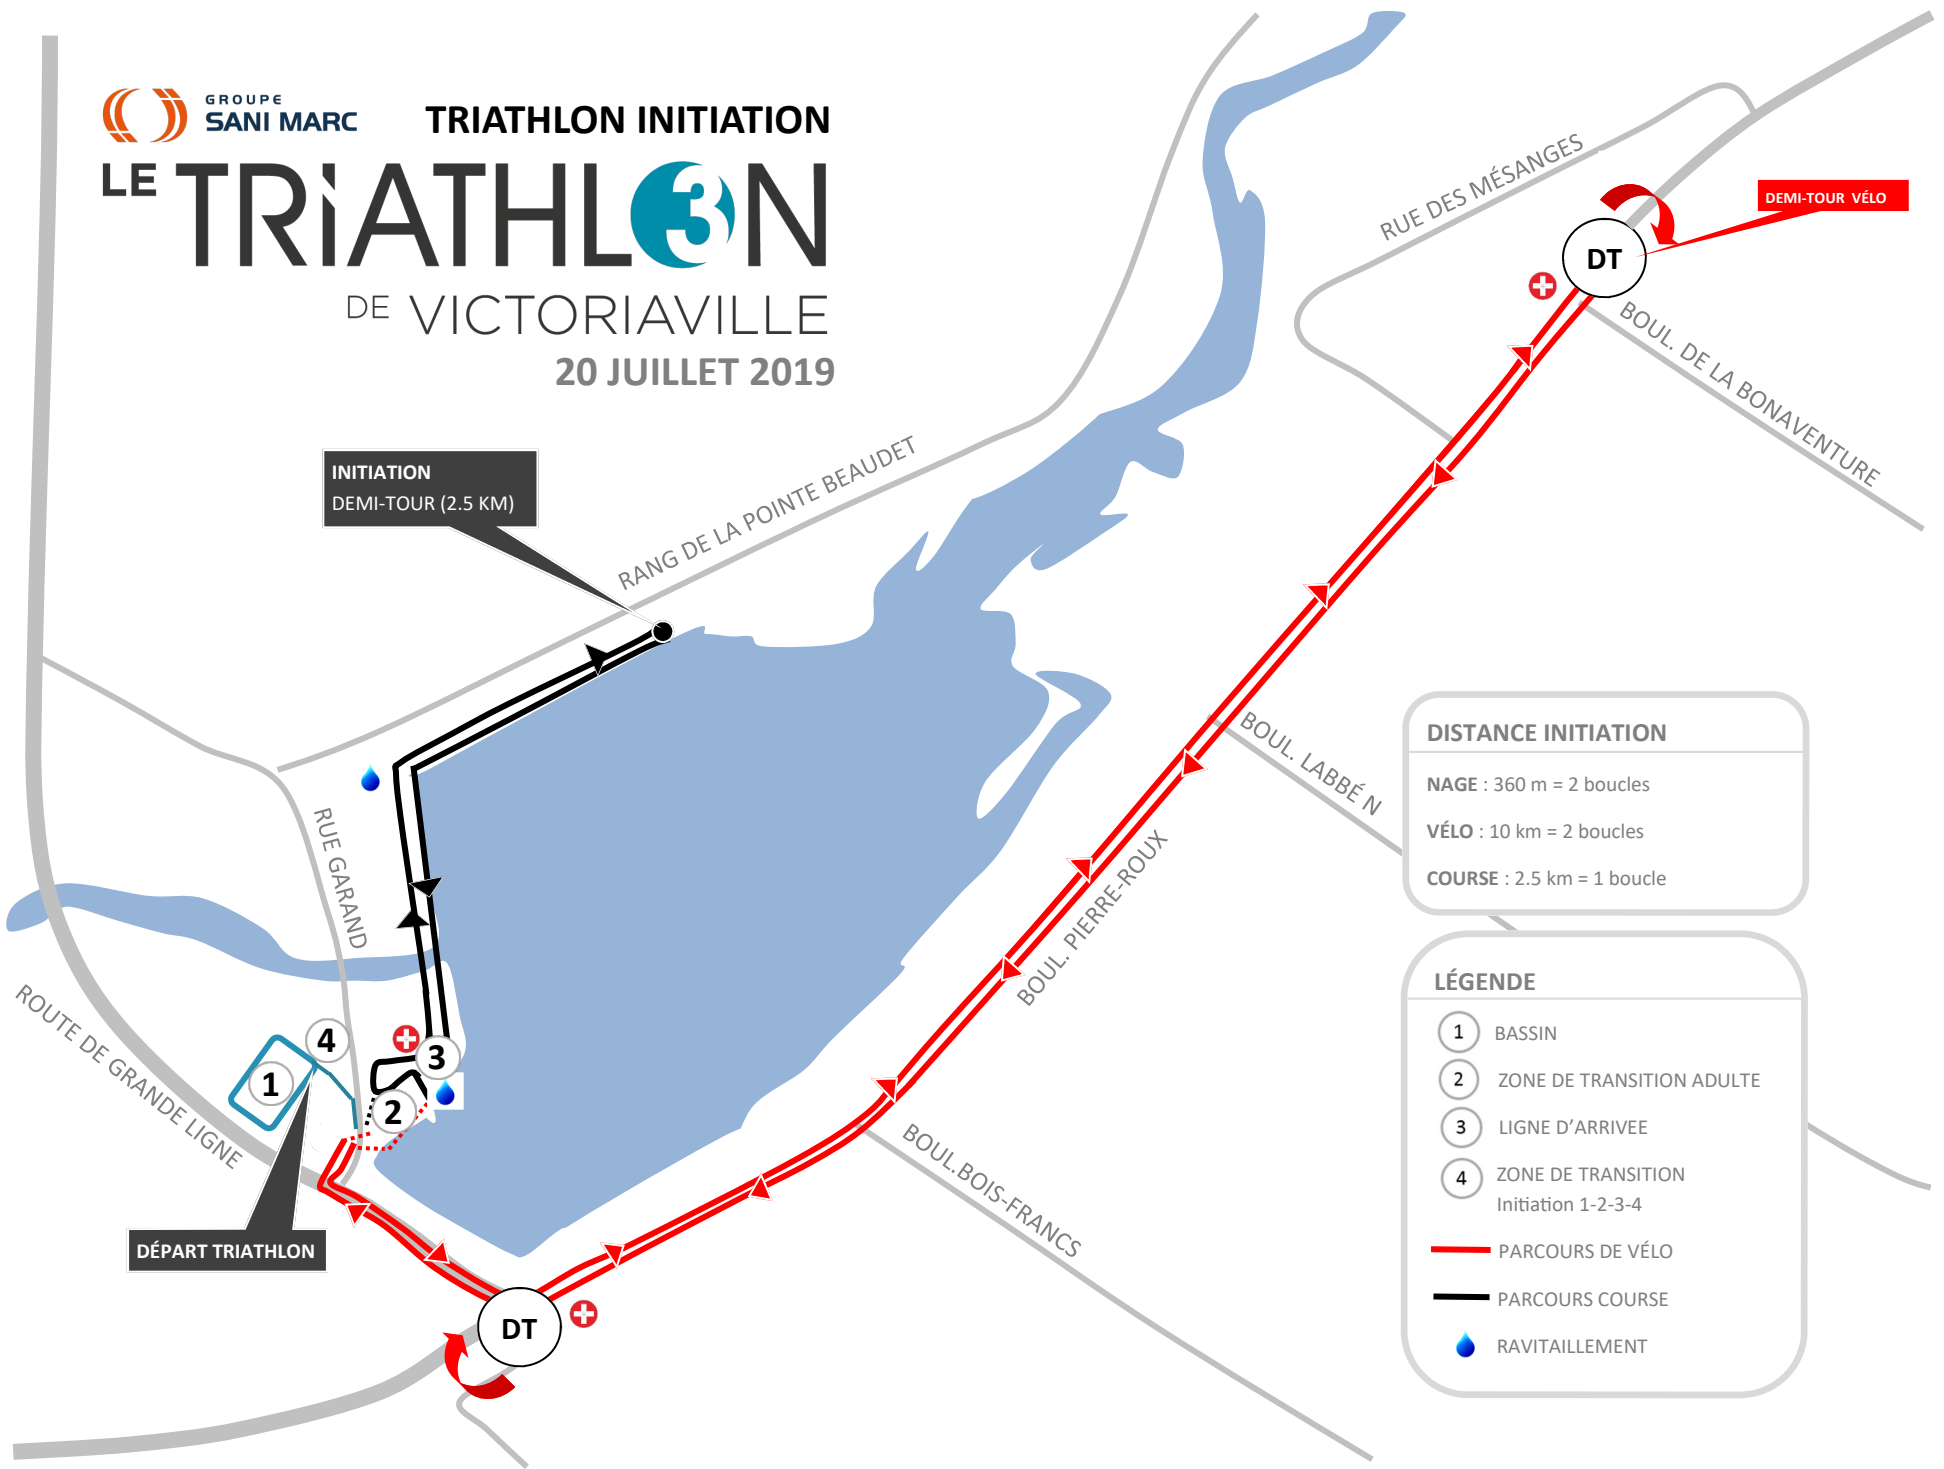 GROUPE
SANI MARC
TRIATHLON INITIATION
LE TRiATHL3N
DE VICTORIAVILLE
20 JUILLET 2019
RUE DES MÉSANGES
DEMI-TOUR VÉLO
DT
BOUL. DE LA BONAVENTURE
INITIATION
DEMI-TOUR (2.5 KM)
RANG DE LA POINTE BEAUDET
BOUL. LABBÉ N
DISTANCE INITIATION
NAGE : 360 m = 2 boucles
VÉLO : 10 km = 2 boucles
COURSE : 2.5 km = 1 boucle
RUE GARAND
BOUL. PIERRE-ROUX
ROUTE DE GRANDE LIGNE
4
3
1
2
BOUL.BOIS-FRANCS
DÉPART TRIATHLON
DT
LÉGENDE
1 BASSIN
2 ZONE DE TRANSITION ADULTE
3 LIGNE D’ARRIVEE
4 ZONE DE TRANSITION
Initiation 1-2-3-4
PARCOURS DE VÉLO
PARCOURS COURSE
RAVITAILLEMENT